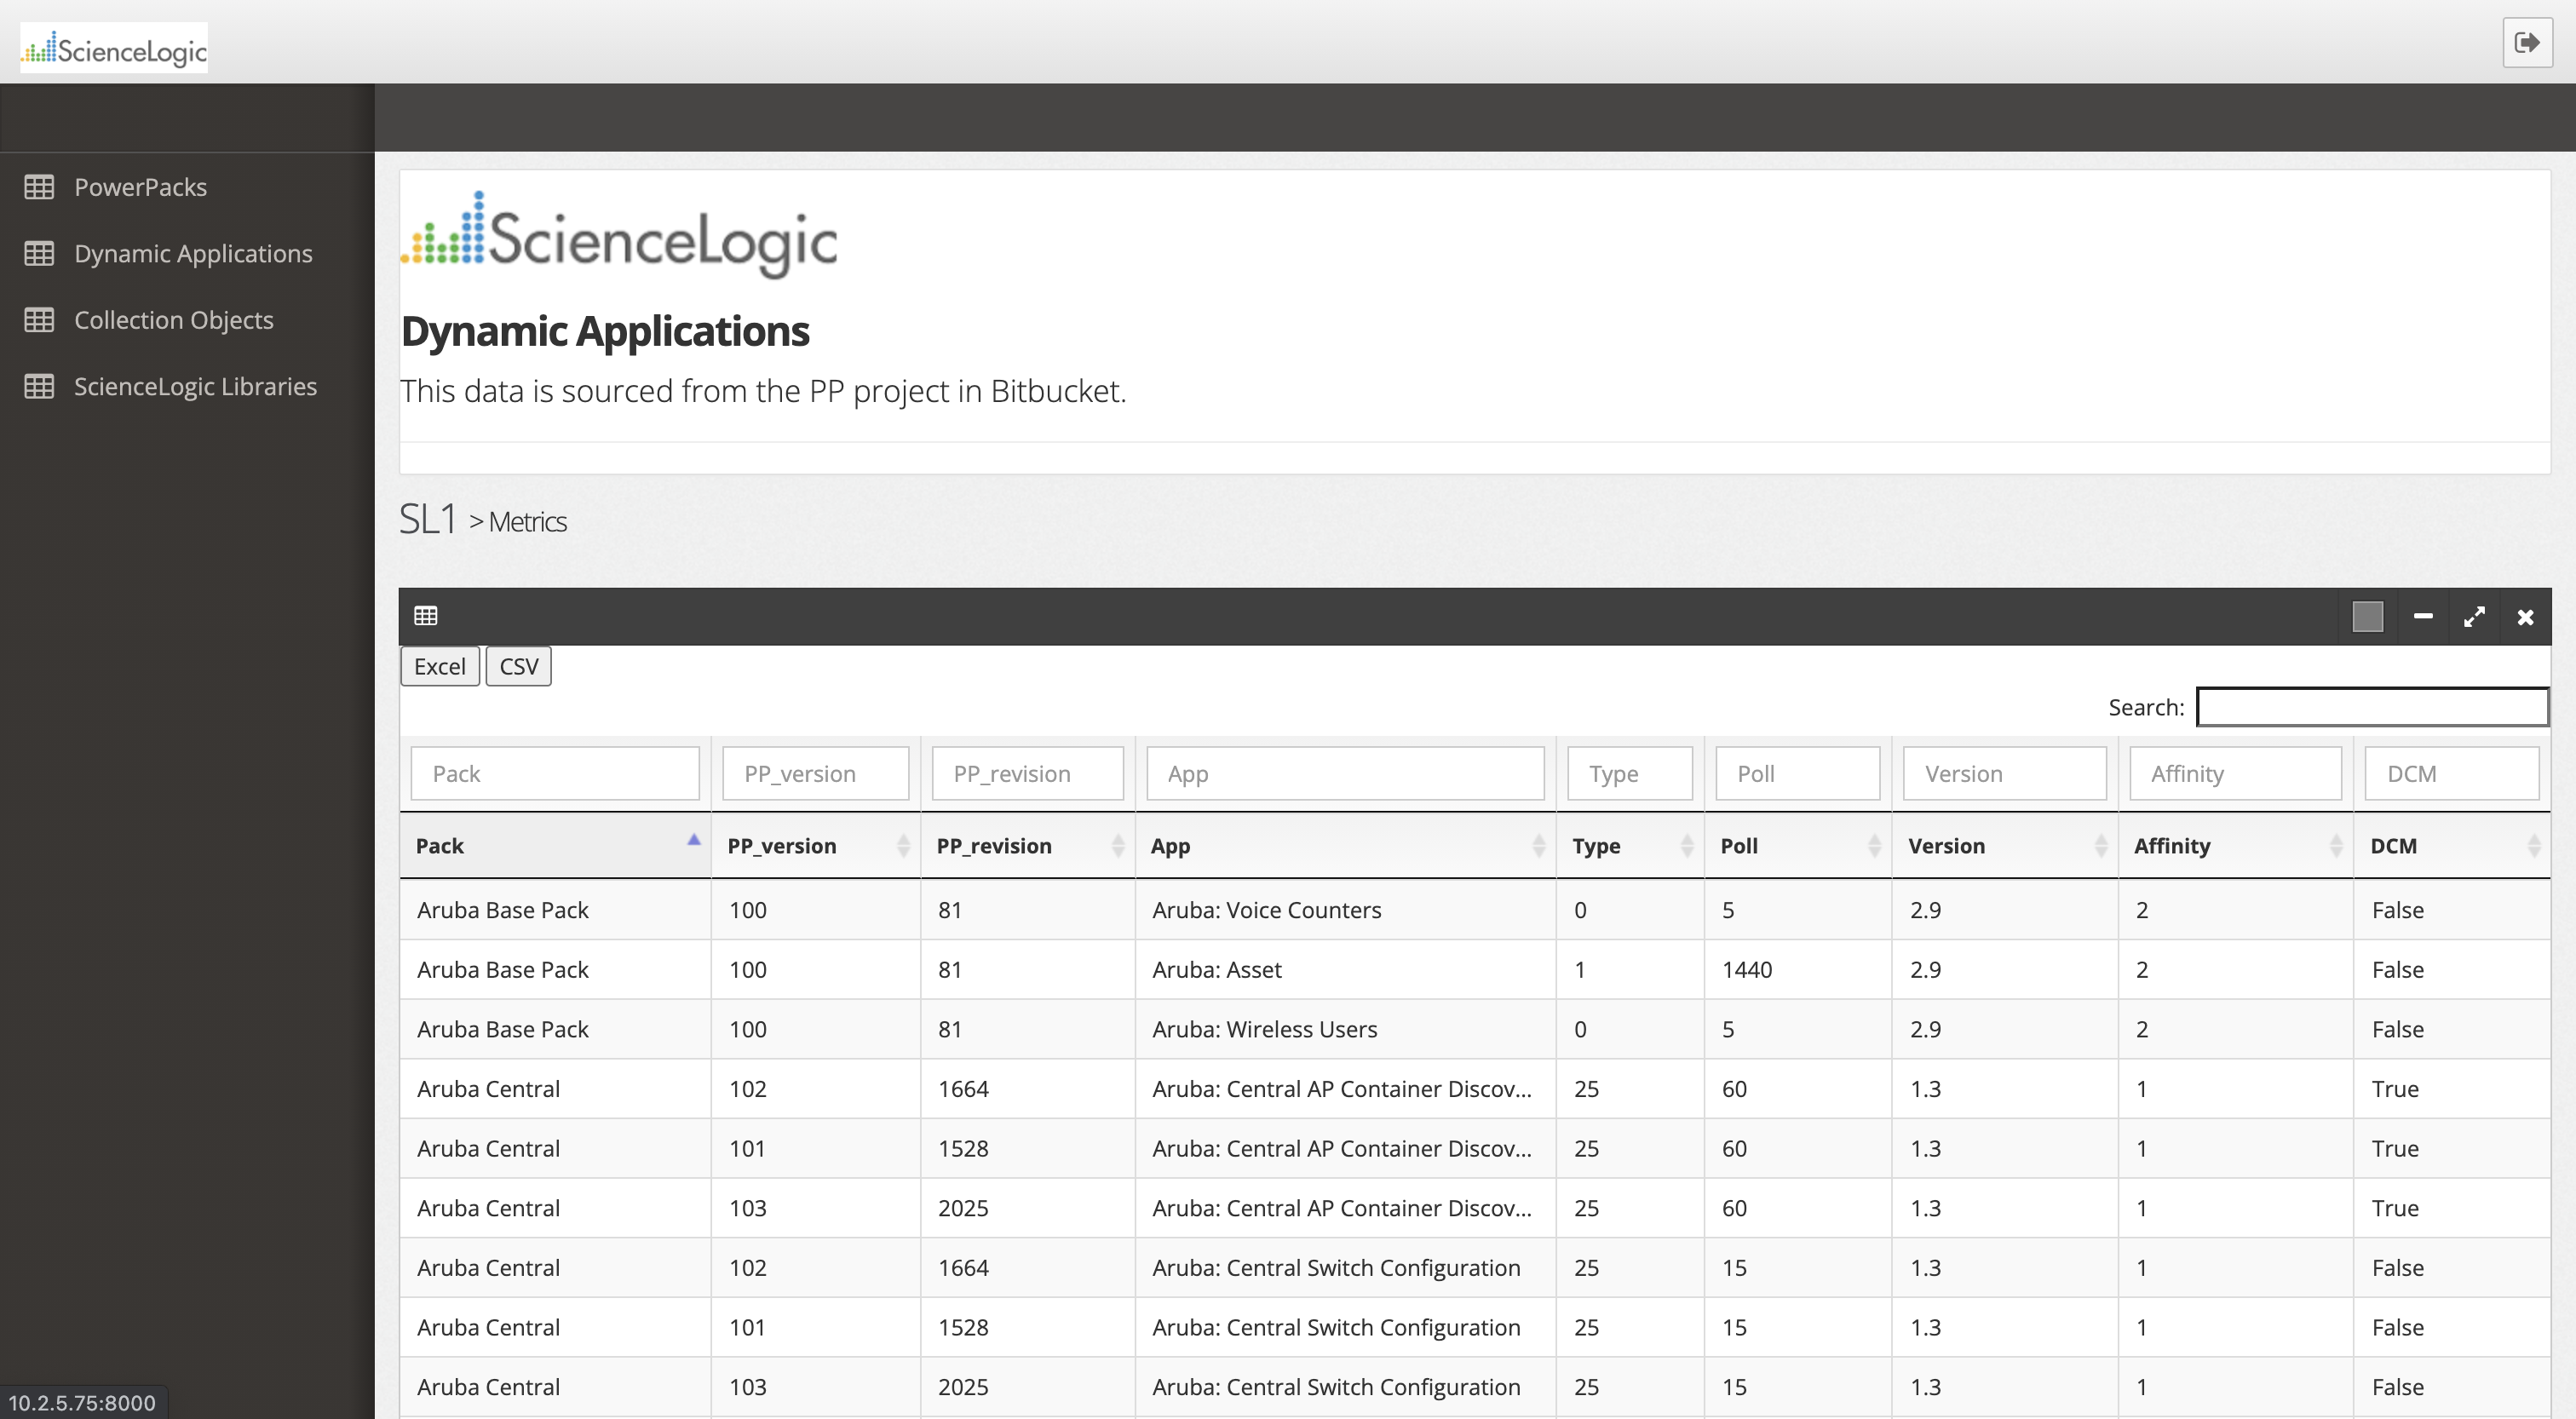 ScienceLogic
PowerPacks
Dynamic Applications
Collection Objects
ScienceLogic Libraries
ScienceLogic
Dynamic Applications
This data is sourced from the PP project in Bitbucket.
SL1 > Metrics
Excel CSV
Search:
Pack PP_version PP_revision App Type Poll Version Affinity DCM
Pack PP_version PP_revision App Type Poll Version Affinity DCM
Aruba Base Pack 100 81 Aruba: Voice Counters 0 5 2.9 2 False
Aruba Base Pack 100 81 Aruba: Asset 1 1440 2.9 2 False
Aruba Base Pack 100 81 Aruba: Wireless Users 0 5 2.9 2 False
Aruba Central 102 1664 Aruba: Central AP Container Discov... 25 60 1.3 1 True
Aruba Central 101 1528 Aruba: Central AP Container Discov... 25 60 1.3 1 True
Aruba Central 103 2025 Aruba: Central AP Container Discov... 25 60 1.3 1 True
Aruba Central 102 1664 Aruba: Central Switch Configuration 25 15 1.3 1 False
Aruba Central 101 1528 Aruba: Central Switch Configuration 25 15 1.3 1 False
Aruba Central 103 2025 Aruba: Central Switch Configuration 25 15 1.3 1 False
10.2.5.75:8000